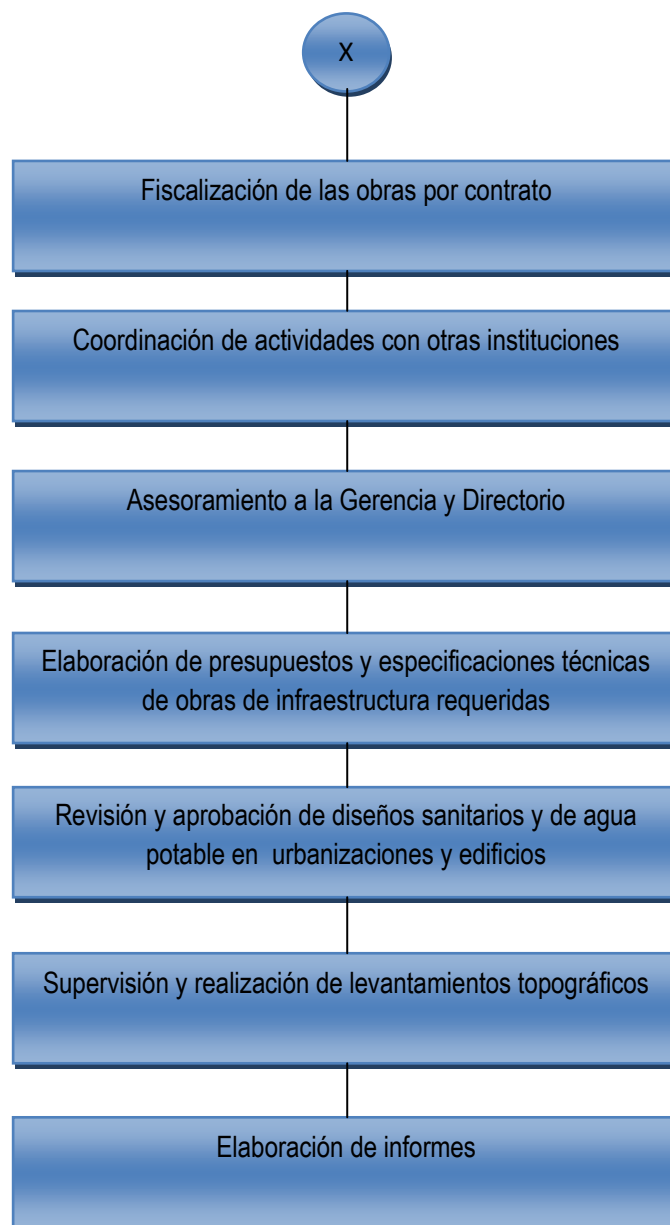 X
Fiscalización de las obras por contrato
Coordinación de actividades con otras instituciones
Asesoramiento a la Gerencia y Directorio
Elaboración de presupuestos y especificaciones técnicas
de obras de infraestructura requeridas
Revisión y aprobación de diseños sanitarios y de agua
potable en  urbanizaciones y edificios
Supervisión y realización de levantamientos topográficos
Elaboración de informes